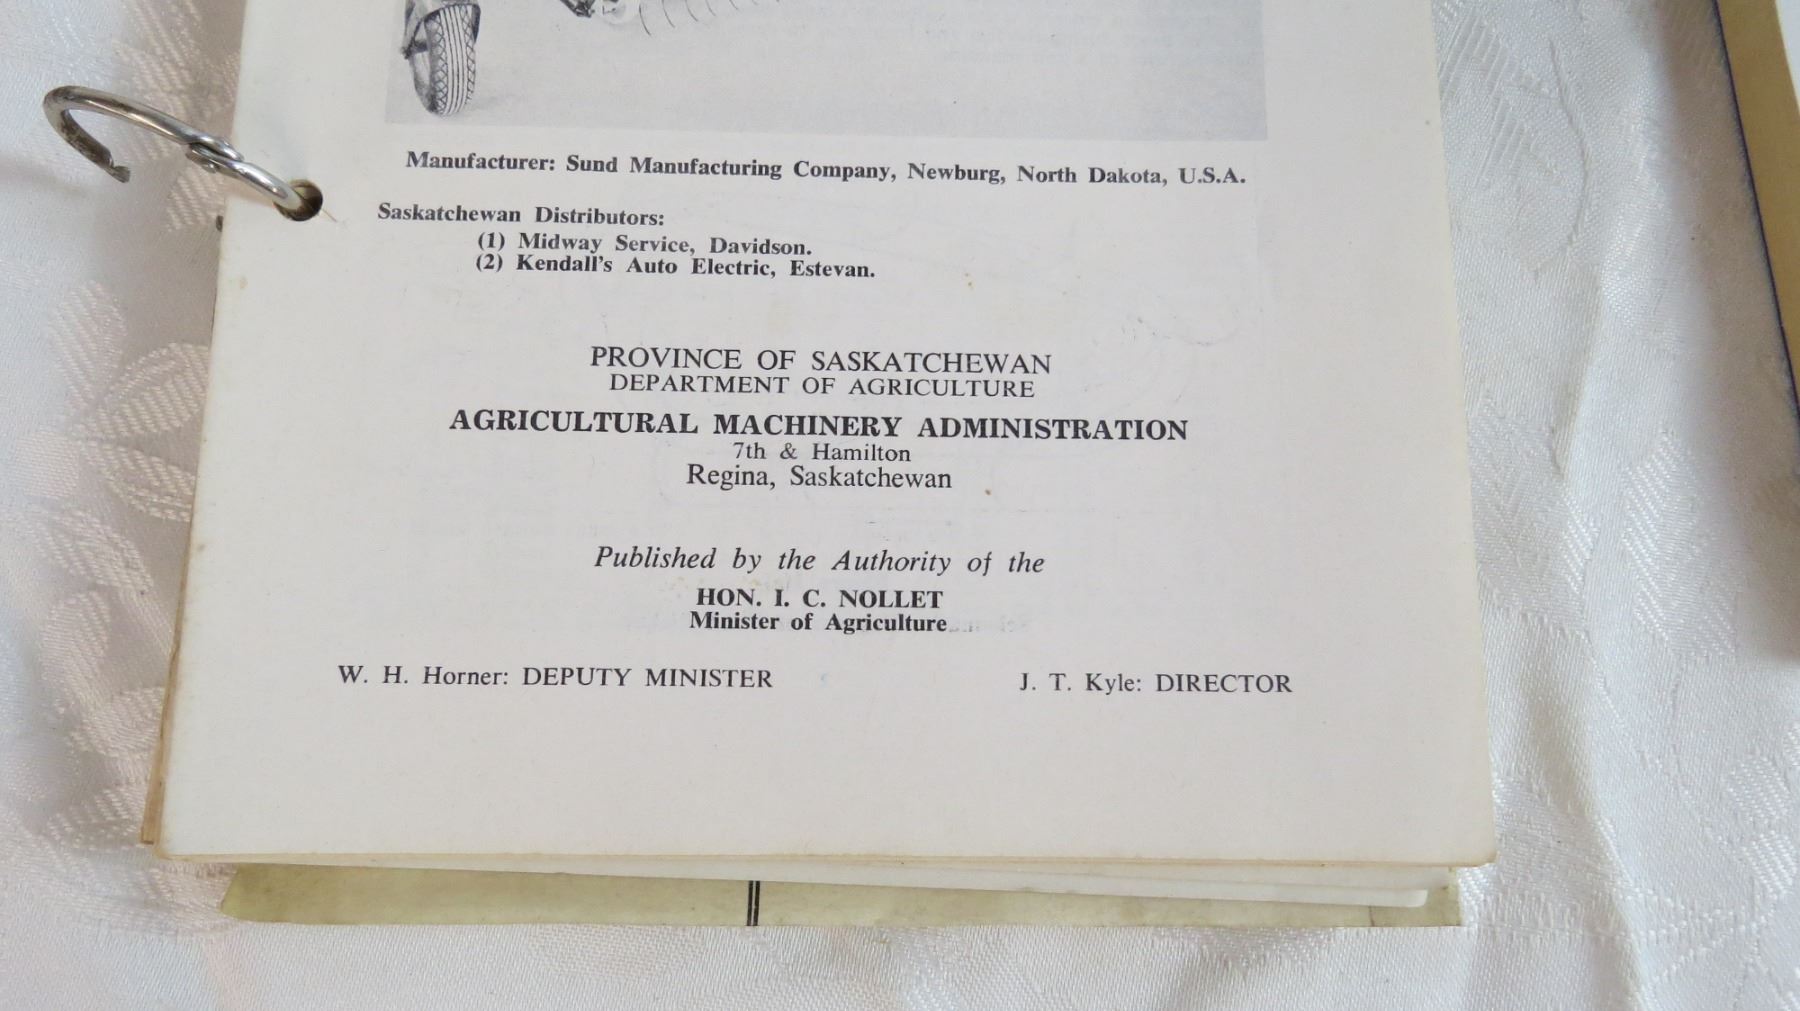 Manufacturer: Sund Manufacturing Company, Newburg, North Dakota, U.S.A.
Saskatchewan Distributors:
(1) Midway Service, Davidson.
(2) Kendall's Auto Electric, Estevan.
PROVINCE OF SASKATCHEWAN
DEPARTMENT OF AGRICULTURE
AGRICULTURAL MACHINERY ADMINISTRATION
7th & Hamilton
Regina, Saskatchewan
Published by the Authority of the
HON. I. C. NOLLET
Minister of Agriculture
W. H. Horner: DEPUTY MINISTER
J. T. Kyle: DIRECTOR